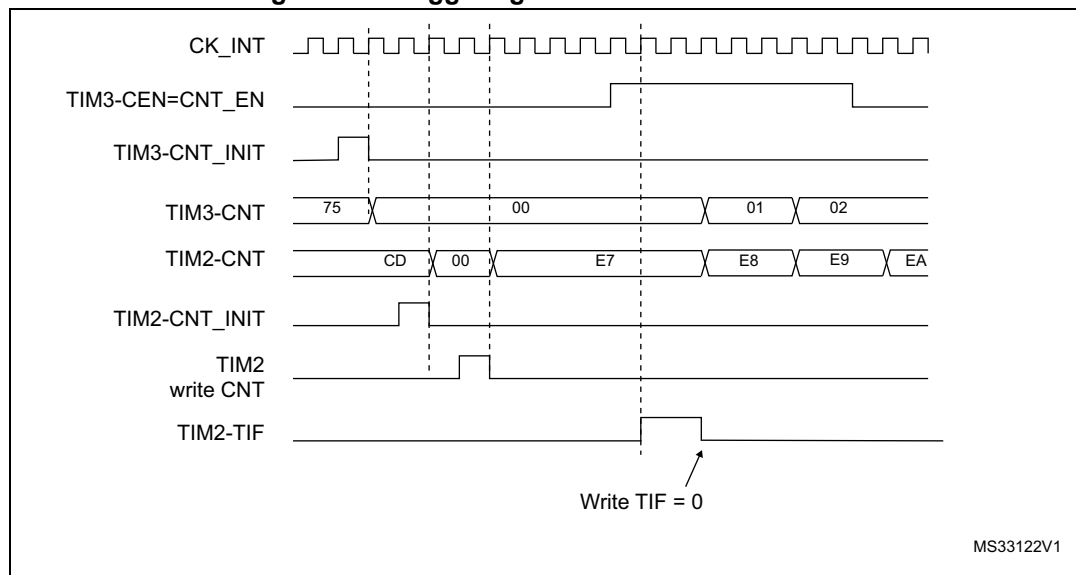 CK_INT
TIM3-CEN=CNT_EN
TIM3-CNT_INIT
TIM3-CNT 75 00 01 02
TIM2-CNT CD 00 E7 E8 E9 EA
TIM2-CNT_INIT
TIM2
write CNT
TIM2-TIF
Write TIF = 0
MS33122V1